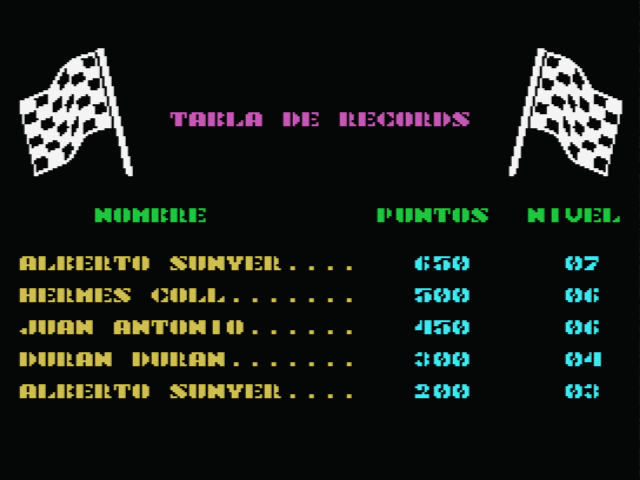 TABLA DE RECORDS
NOMBRE PUNTOS NIVEL
ALBERTO SUNYER.... 650 07
HERMES COLL....... 500 06
JUAN ANTONIO...... 450 06
DURAN DURAN....... 300 04
ALBERTO SUNYER.... 200 03